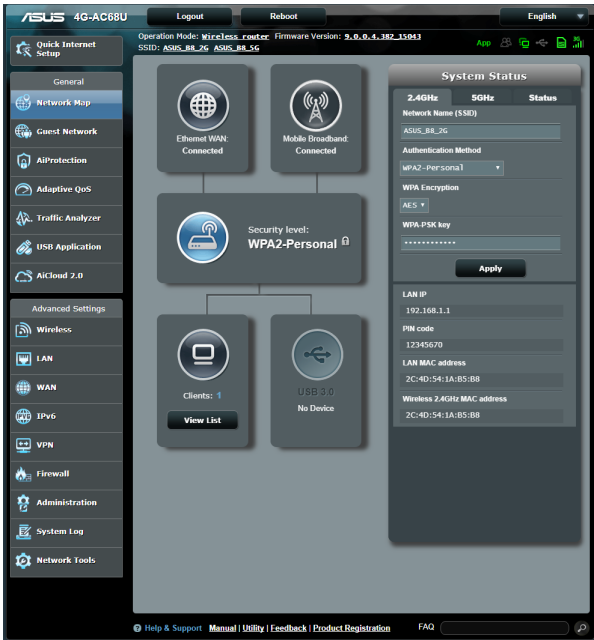 ASUS 4G-AC68U Logout Reboot English
Quick Internet
Setup
Operation Mode: Wireless router Firmware Version: 9.0.0.4.382_15043
SSID: ASUS_B8_2G ASUS_B8_5G
App
General
Network Map
Guest Network
AiProtection
Adaptive QoS
Traffic Analyzer
USB Application
AiCloud 2.0
Advanced Settings
Wireless
LAN
WAN
IPv6
VPN
Firewall
Administration
System Log
Network Tools
Ethernet WAN:
Connected
Mobile Broadband:
Connected
Security level:
WPA2-Personal
Clients: 1
View List
USB 3.0
No Device
System Status
2.4GHz 5GHz Status
Network Name (SSID)
ASUS_B8_2G
Authentication Method
WPA2-Personal
WPA Encryption
AES
WPA-PSK key
••••••••••••
Apply
LAN IP
192.168.1.1
PIN code
12345670
LAN MAC address
2C:4D:54:1A:B5:B8
Wireless 2.4GHz MAC address
2C:4D:54:1A:B5:B8
Help & Support Manual | Utility | Feedback | Product Registration FAQ